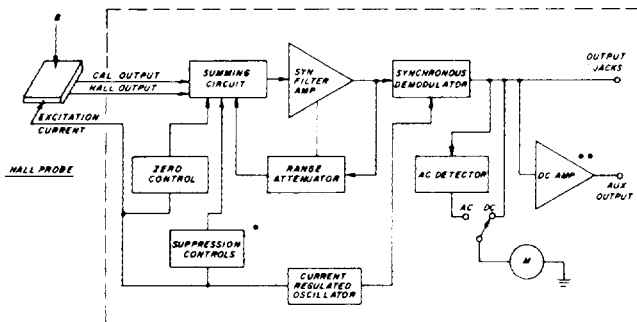 B
CAL OUTPUT
HALL OUTPUT
EXCITATION
CURRENT
HALL PROBE
SUMMING
CIRCUIT
SYN
FILTER
AMP
SYNCHRONOUS
DEMODULATOR
OUTPUT
JACKS
ZERO
CONTROL
RANGE
ATTENUATOR
AC DETECTOR
DC AMP
**
AUX
OUTPUT
AC
DC
SUPPRESSION
CONTROLS
*
CURRENT
REGULATED
OSCILLATOR
M